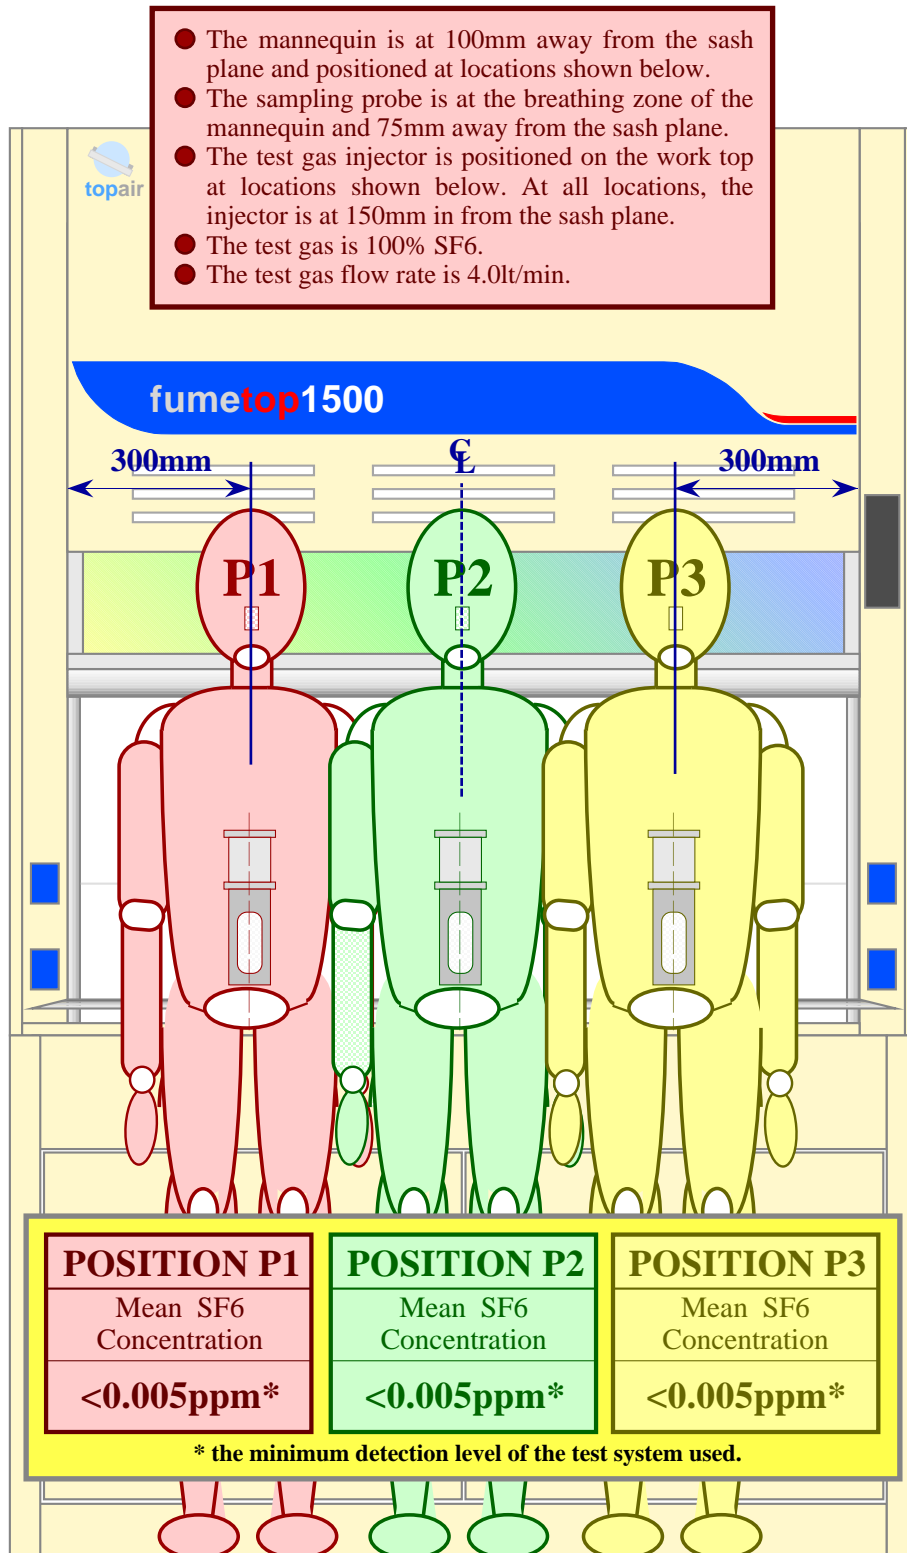 The mannequin is at 100mm away from the sash
plane and positioned at locations shown below.
The sampling probe is at the breathing zone of the
mannequin and 75mm away from the sash plane.
The test gas injector is positioned on the work top
at locations shown below. At all locations, the
injector is at 150mm in from the sash plane.
The test gas is 100% SF6.
The test gas flow rate is 4.0lt/min.
topair
fumetop1500
300mm
CL
300mm
P1
P2
P3
POSITION P1
Mean SF6
Concentration
<0.005ppm*
POSITION P2
Mean SF6
Concentration
<0.005ppm*
POSITION P3
Mean SF6
Concentration
<0.005ppm*
* the minimum detection level of the test system used.